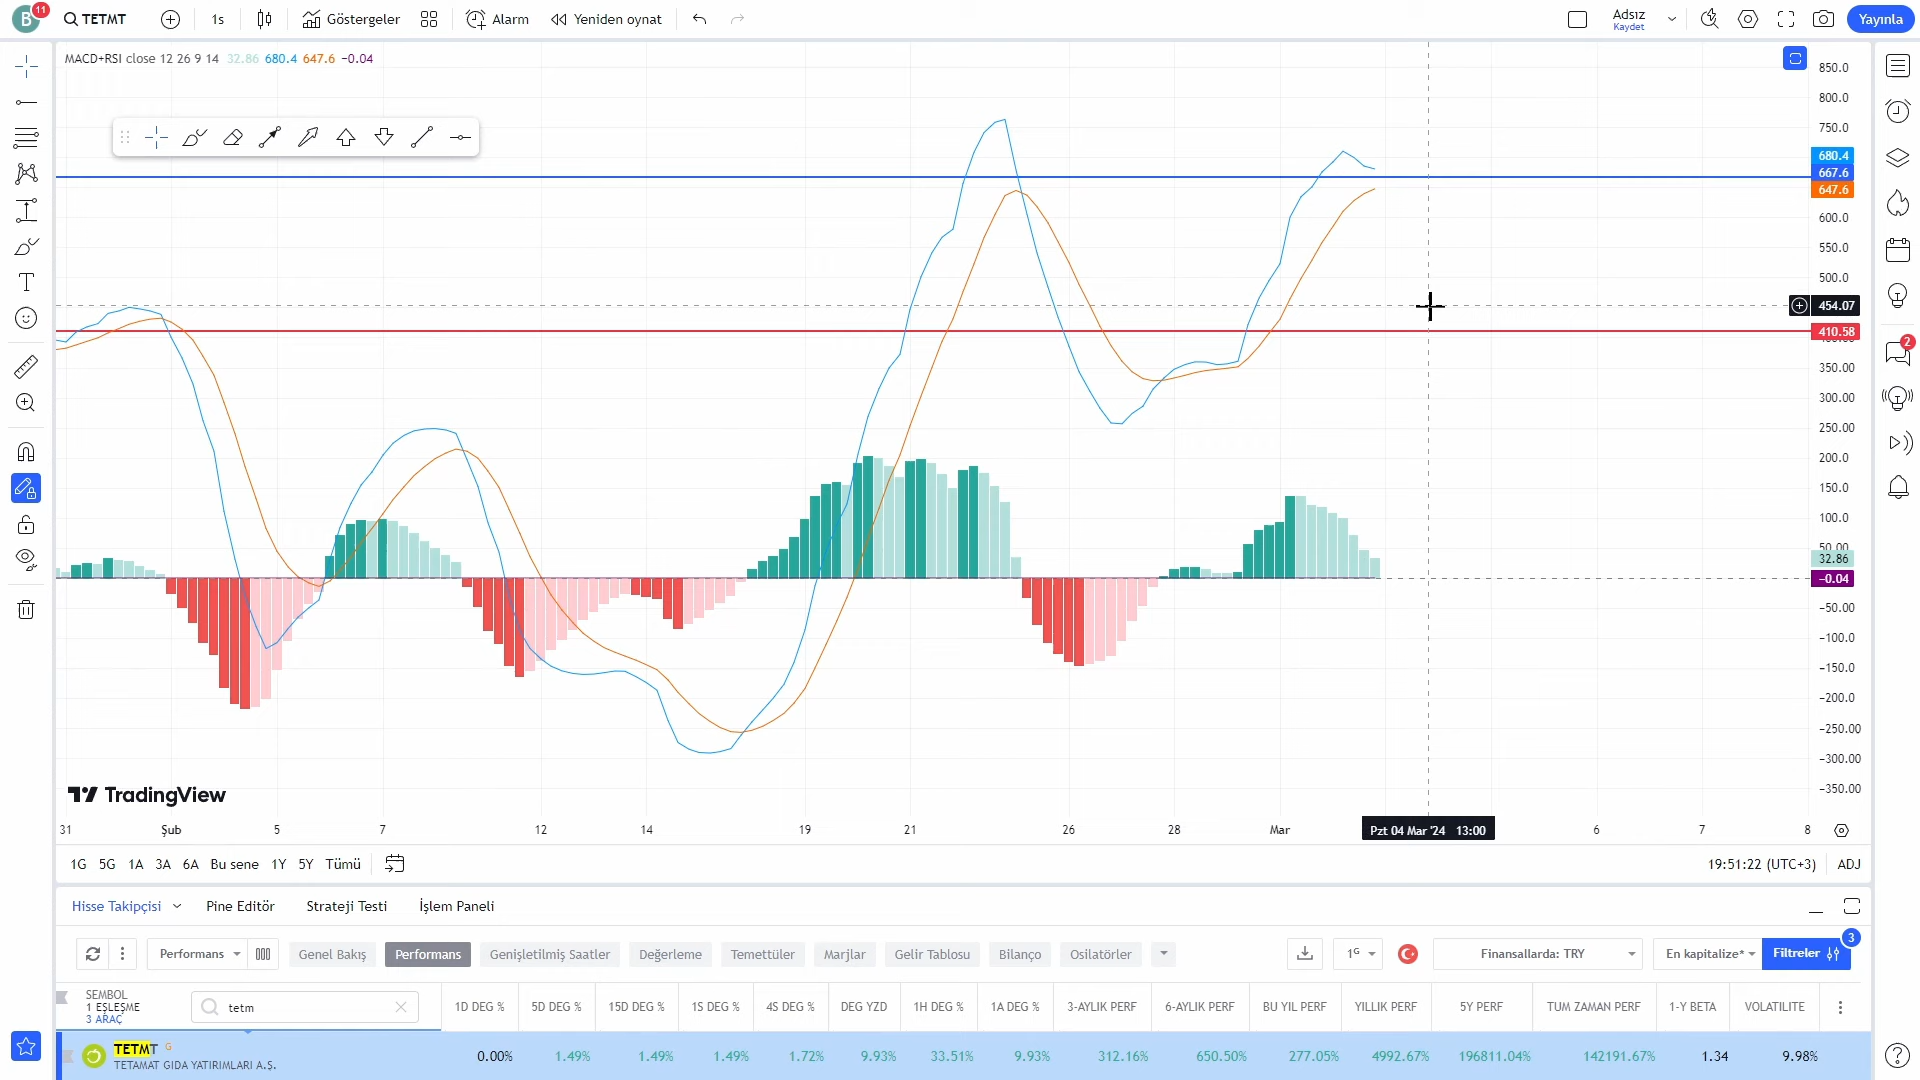 B 11 TETMT 1s Göstergeler Alarm Yeniden oynat Adsız Kaydet Yayınla
MACD+RSI close 12 26 9 14 32.86 680.4 647.6 −0.04
850.0
800.0
750.0
680.4
667.6
647.6
600.0
550.0
500.0
454.07
410.58
350.00
300.00
250.00
200.0
150.0
100.0
50.00
32.86
−0.04
−50.00
−100.0
−150.0
−200.0
−250.00
−300.00
−350.00
2
TradingView
31 Şub 5 7 12 14 19 21 26 28 Mar Pzt 04 Mar '24 13:00 6 7 8
1G 5G 1A 3A 6A Bu sene 1Y 5Y Tümü 19:51:22 (UTC+3) ADJ
Hisse Takipçisi Pine Editör Strateji Testi İşlem Paneli
Performans Genel Bakış Performans Genişletilmiş Saatler Değerleme Temettüler Marjlar Gelir Tablosu Bilanço Osilatörler 1G Finansallarda: TRY En kapitalize* Filtreler 3
SEMBOL
1 EŞLEŞME
3 ARAÇ
tetm
1D DEG % 5D DEG % 15D DEG % 1S DEG % 4S DEG % DEG YZD 1H DEG % 1A DEG % 3-AYLIK PERF 6-AYLIK PERF BU YIL PERF YILLIK PERF 5Y PERF TUM ZAMAN PERF 1-Y BETA VOLATILITE
TETMT G
TETAMAT GIDA YATIRIMLARI A.Ş.
0.00% 1.49% 1.49% 1.49% 1.72% 9.93% 33.51% 9.93% 312.16% 650.50% 277.05% 4992.67% 196811.04% 142191.67% 1.34 9.98%